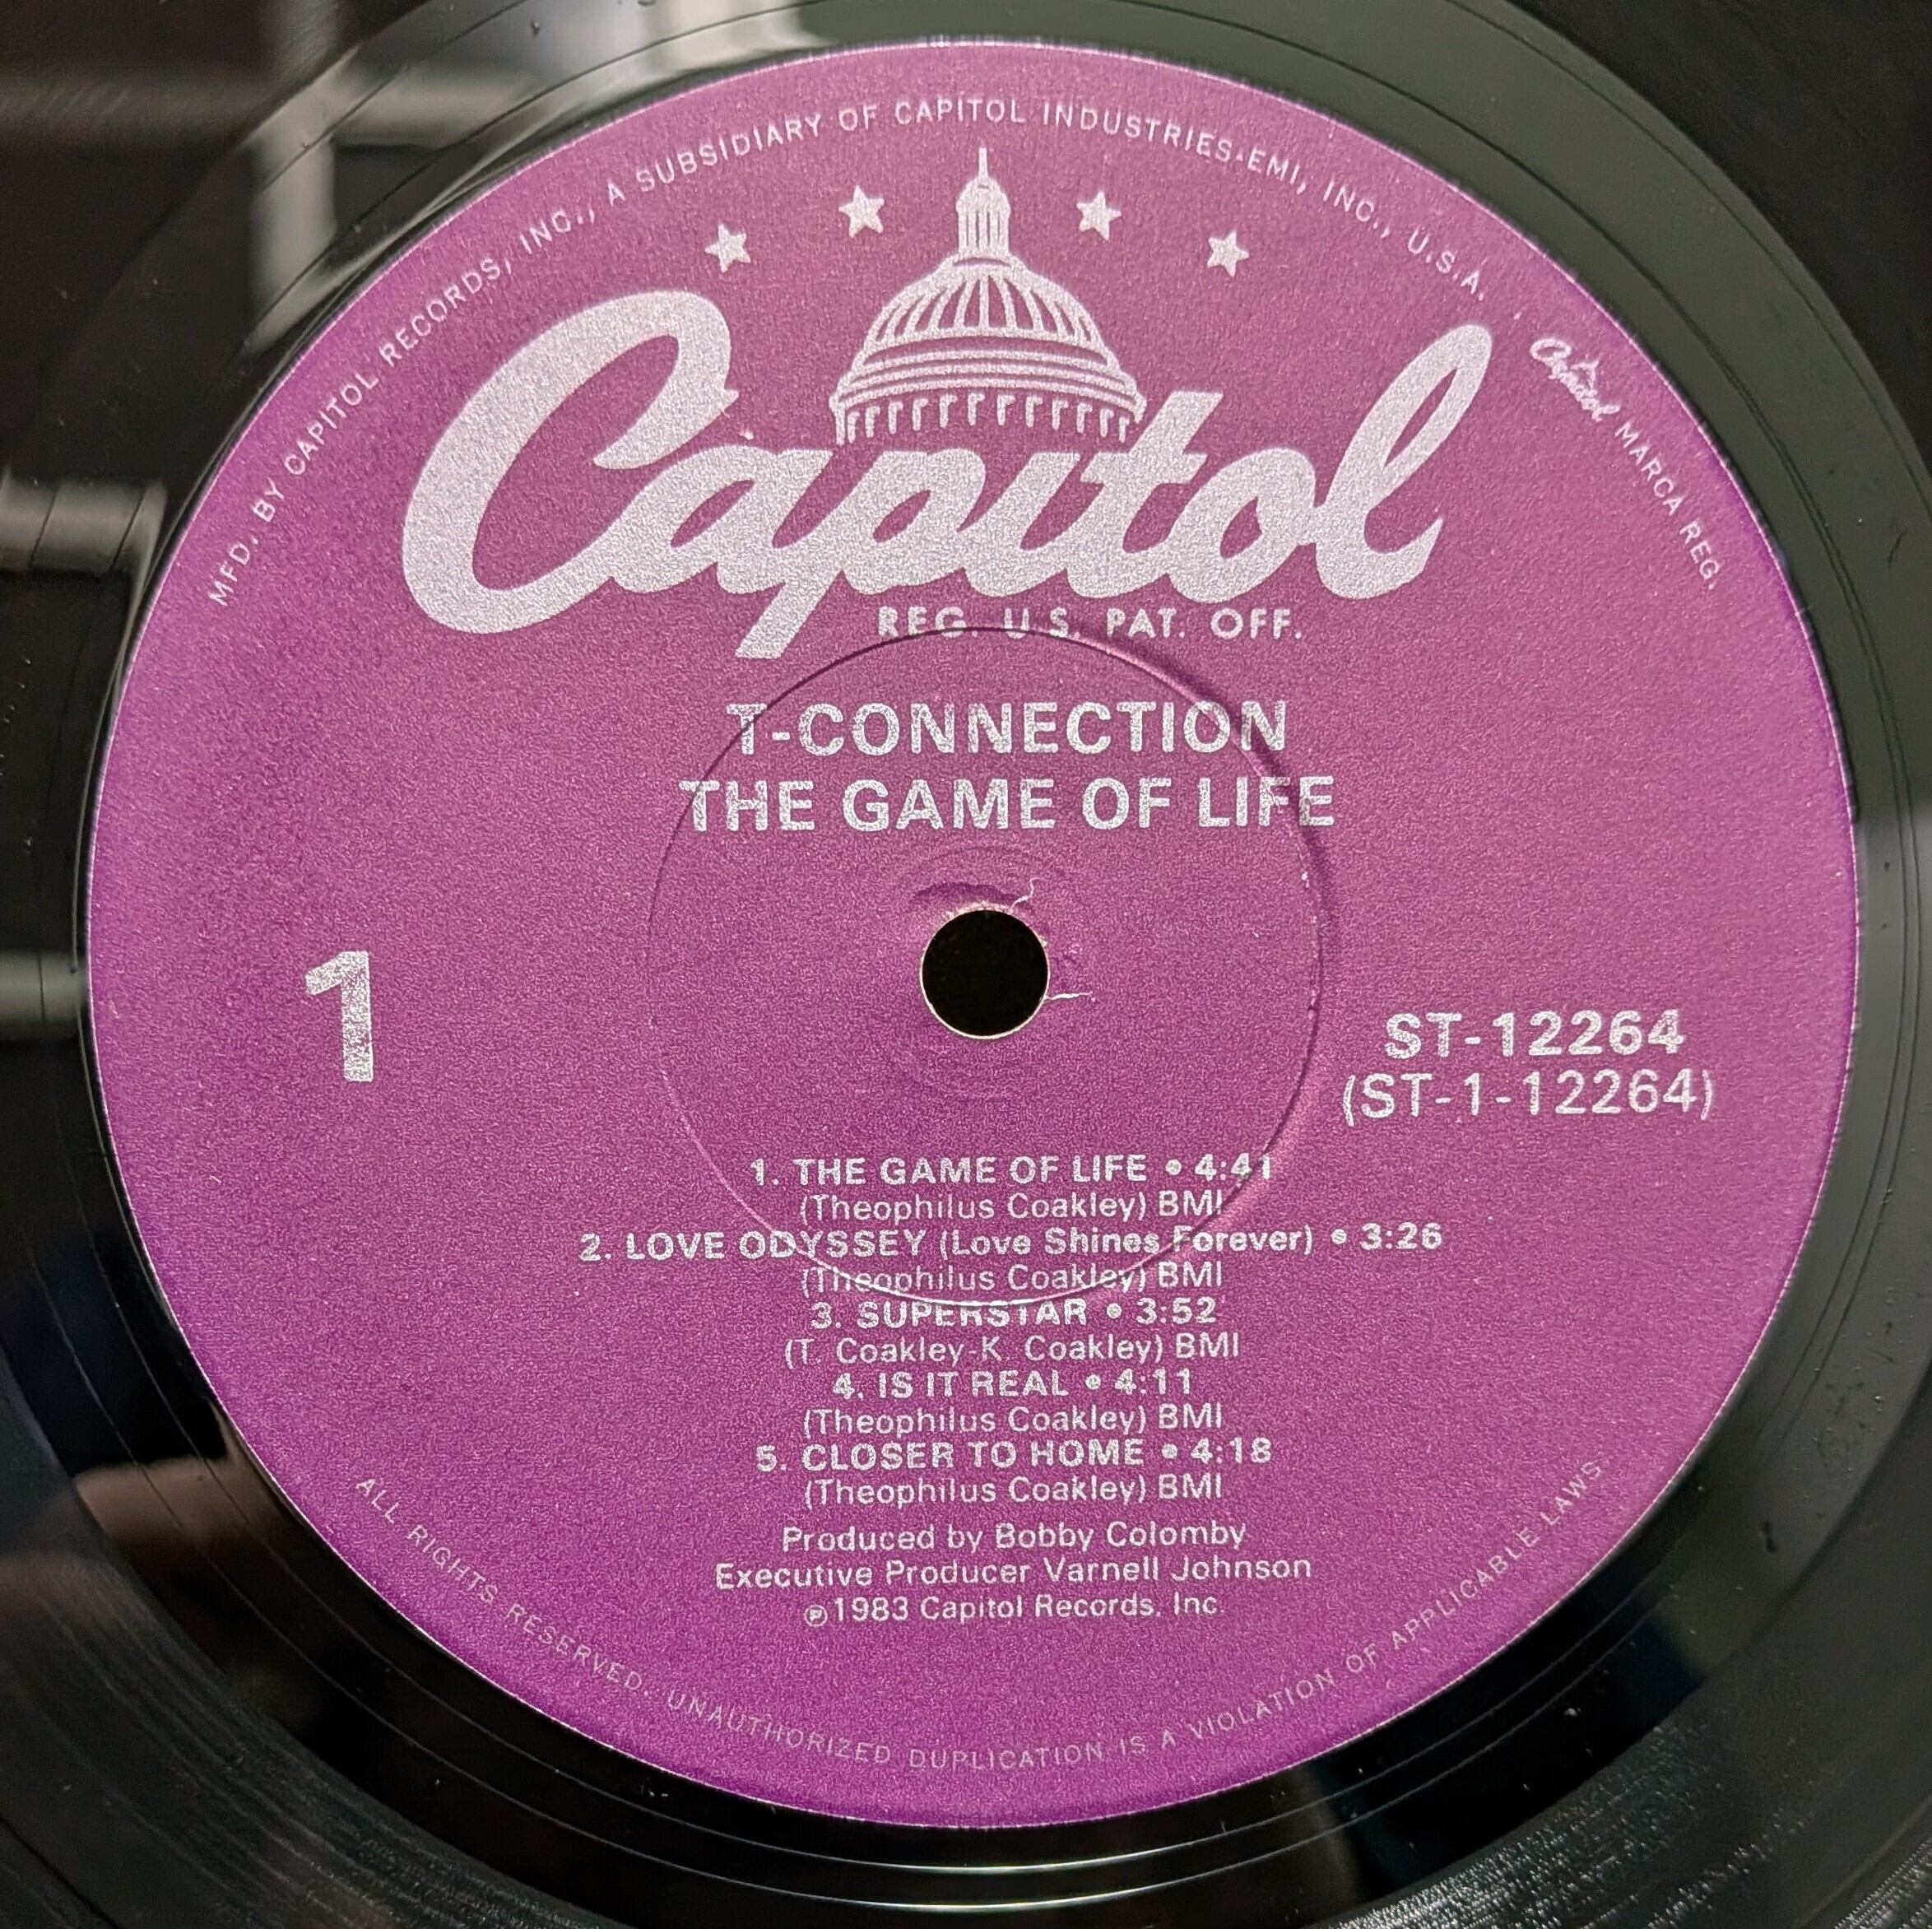 MFD. BY CAPITOL RECORDS, INC., A SUBSIDIARY OF CAPITOL INDUSTRIES-EMI, INC., U.S.A.
Capitol MARCA REG.
Capitol
REG. U.S. PAT. OFF.
T-CONNECTION
THE GAME OF LIFE
1
ST-12264
(ST-1-12264)
1. THE GAME OF LIFE • 4:41
(Theophilus Coakley) BMI
2. LOVE ODYSSEY (Love Shines Forever) • 3:26
(Theophilus Coakley) BMI
3. SUPERSTAR • 3:52
(T. Coakley-K. Coakley) BMI
4. IS IT REAL • 4:11
(Theophilus Coakley) BMI
5. CLOSER TO HOME • 4:18
(Theophilus Coakley) BMI
Produced by Bobby Colomby
Executive Producer Varnell Johnson
℗1983 Capitol Records, Inc.
ALL RIGHTS RESERVED. UNAUTHORIZED DUPLICATION IS A VIOLATION OF APPLICABLE LAWS